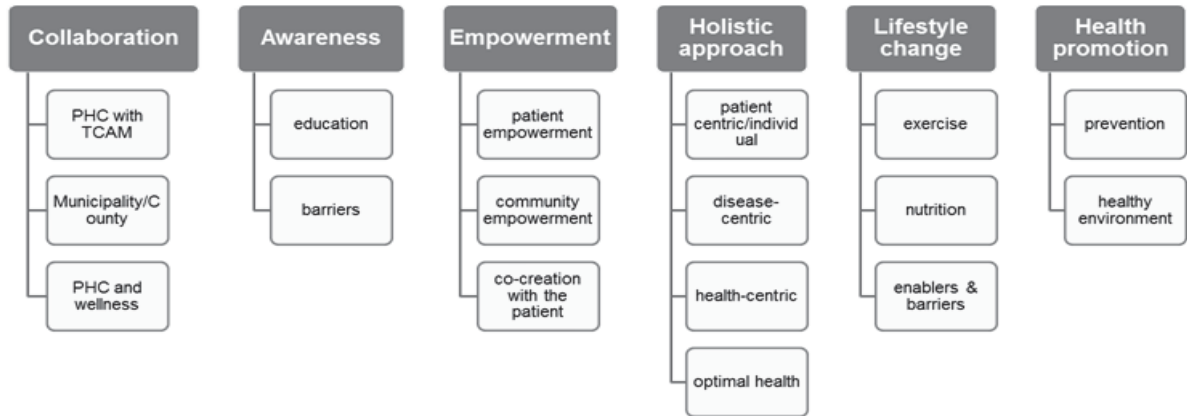 Collaboration
PHC with
TCAM
Municipality/C
ounty
PHC and
wellness
Awareness
education
barriers
Empowerment
patient
empowerment
community
empowerment
co-creation
with the
patient
Holistic
approach
patient
centric/individ
ual
disease-
centric
health-centric
optimal health
Lifestyle
change
exercise
nutrition
enablers &
barriers
Health
promotion
prevention
healthy
environment